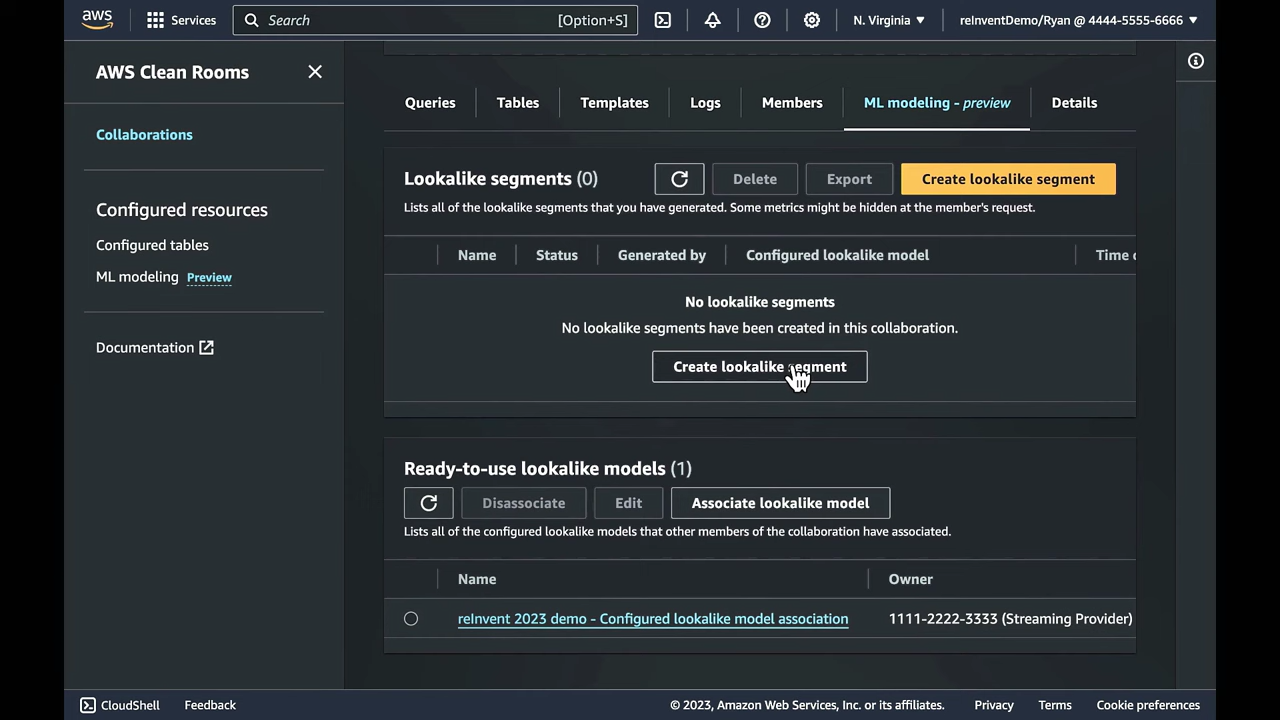 aws
Services
Search
[Option+S]
N. Virginia
reInventDemo/Ryan @ 4444-5555-6666
AWS Clean Rooms
Collaborations
Configured resources
Configured tables
ML modeling Preview
Documentation
Queries
Tables
Templates
Logs
Members
ML modeling - preview
Details
Lookalike segments (0)
Delete
Export
Create lookalike segment
Lists all of the lookalike segments that you have generated. Some metrics might be hidden at the member's request.
Name
Status
Generated by
Configured lookalike model
Time
No lookalike segments
No lookalike segments have been created in this collaboration.
Create lookalike segment
Ready-to-use lookalike models (1)
Disassociate
Edit
Associate lookalike model
Lists all of the configured lookalike models that other members of the collaboration have associated.
Name
Owner
reInvent 2023 demo - Configured lookalike model association
1111-2222-3333 (Streaming Provider)
CloudShell
Feedback
© 2023, Amazon Web Services, Inc. or its affiliates.
Privacy
Terms
Cookie preferences